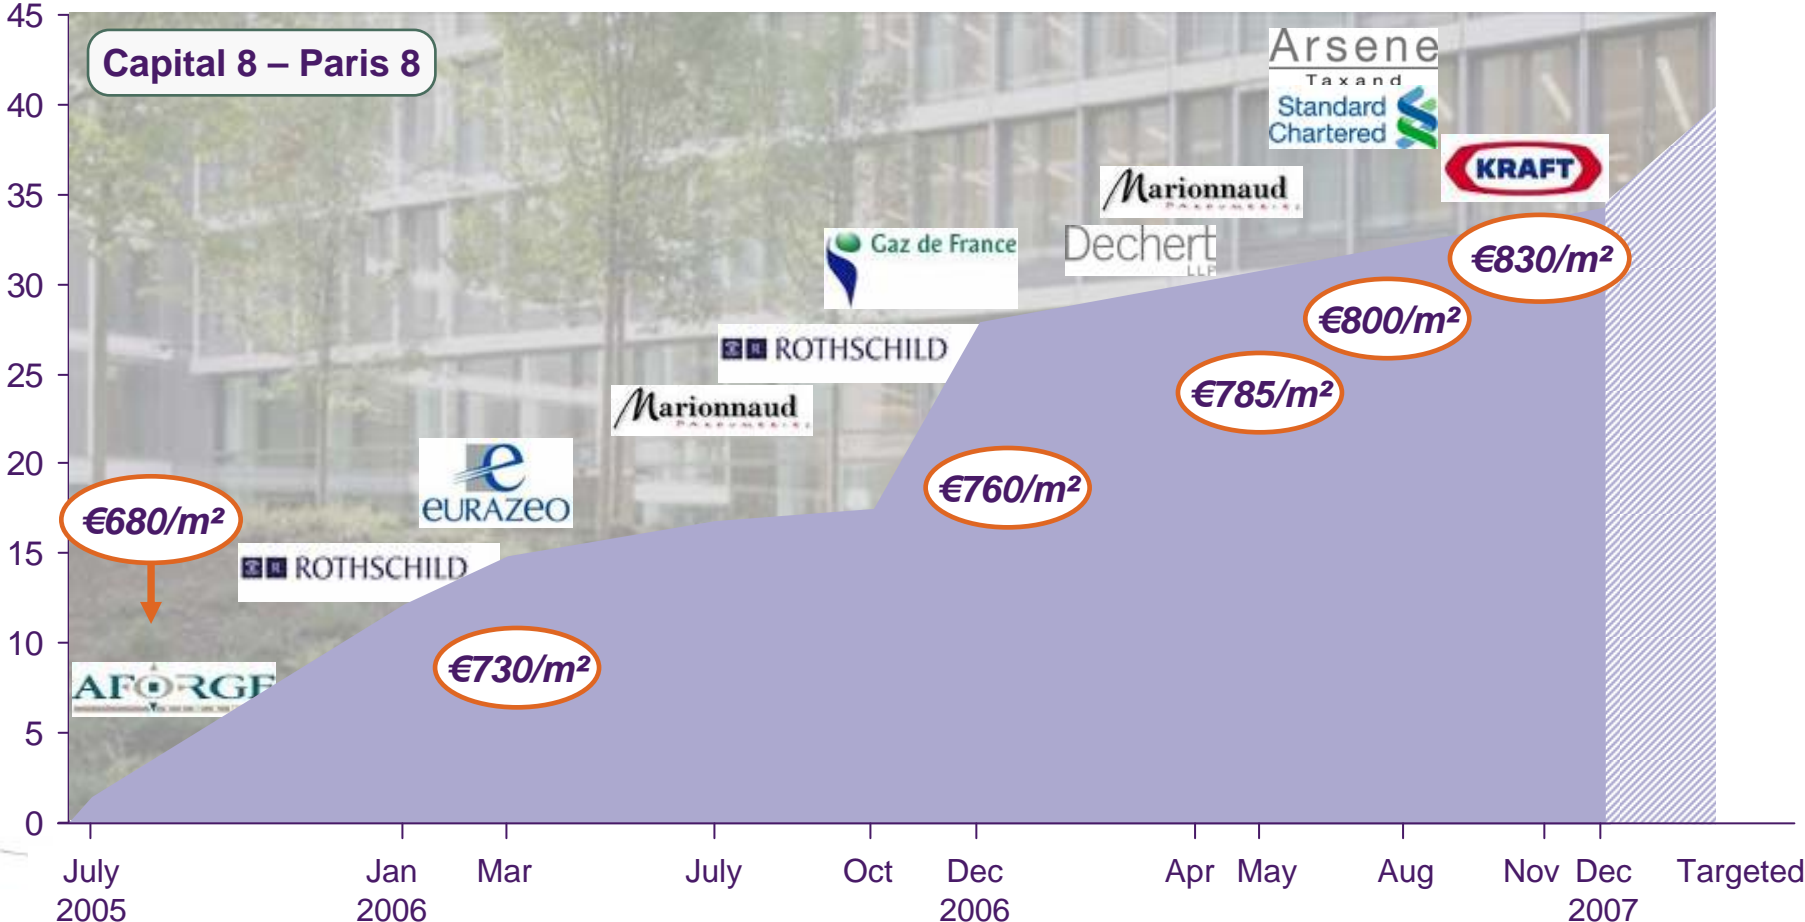 45
40
35
30
25
20
15
10
5
0
Capital 8 – Paris 8
Arsene
Taxand
Standard
Chartered
KRAFT
Marionnaud
Dechert
LLP
Gaz de France
ROTHSCHILD
Marionnaud
eURAZeO
ROTHSCHILD
AFORGE
€680/m²
€730/m²
€760/m²
€785/m²
€800/m²
€830/m²
July Jan Mar July Oct Dec Apr May Aug Nov Dec Targeted
2005 2006 2006 2007